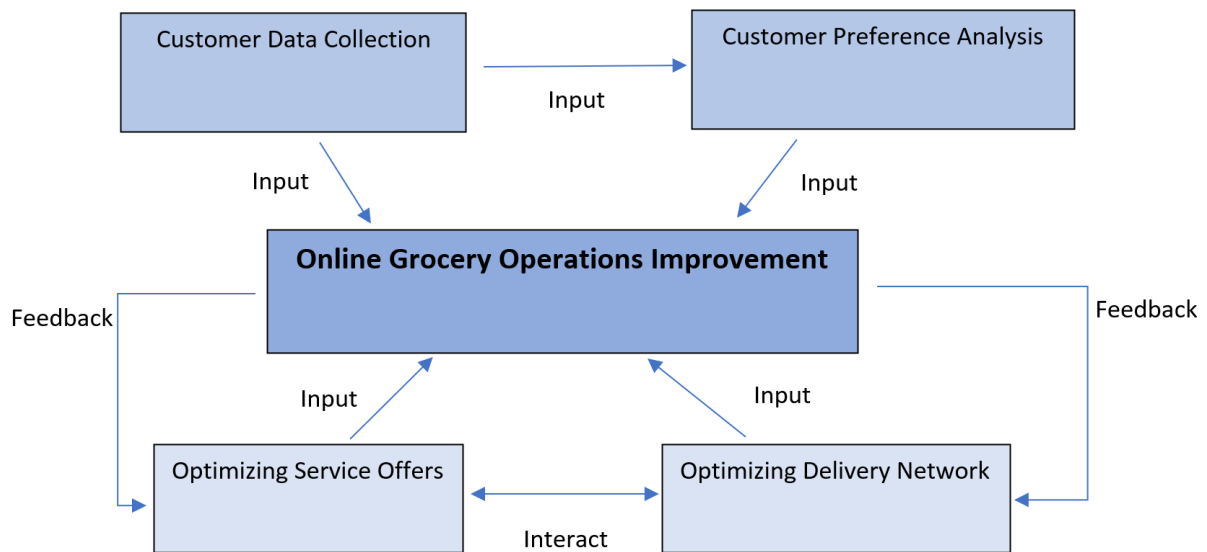 Customer Data Collection
Customer Preference Analysis
Input
Input
Input
Online Grocery Operations Improvement
Feedback
Feedback
Input
Input
Optimizing Service Offers
Optimizing Delivery Network
Interact